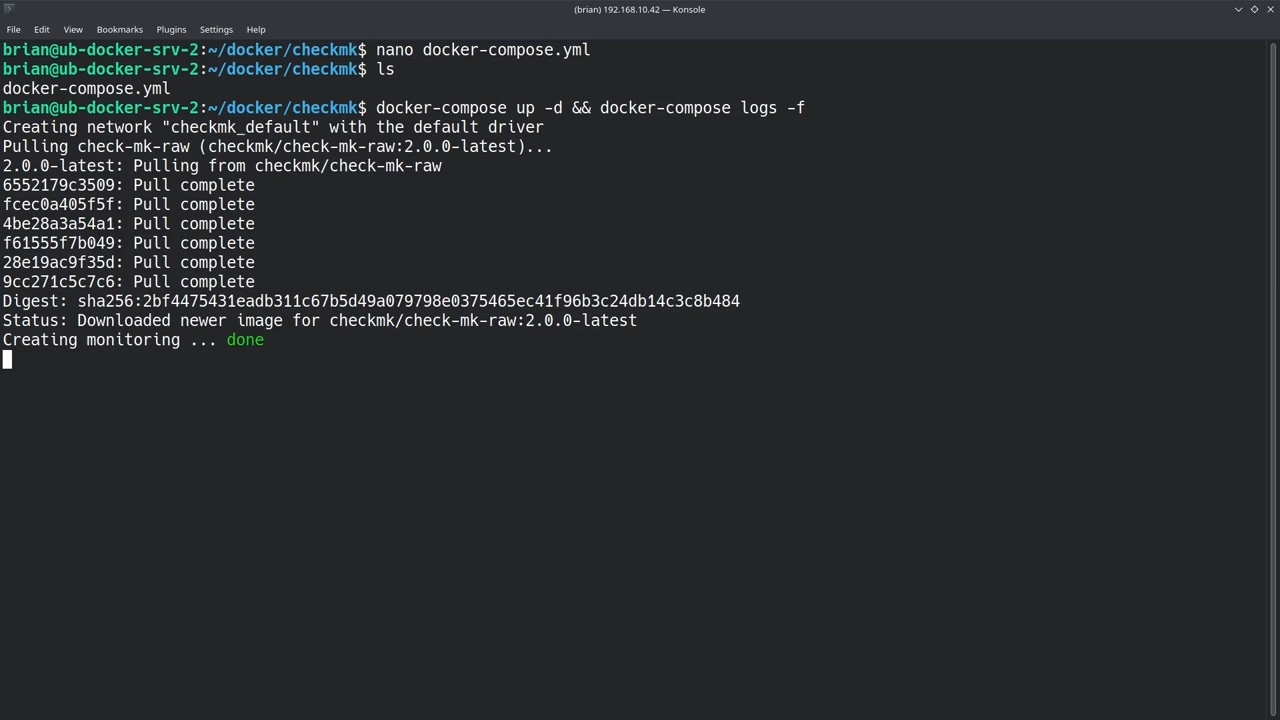 (brian) 192.168.10.42 — Konsole
File Edit View Bookmarks Plugins Settings Help
brian@ub-docker-srv-2:~/docker/checkmk$ nano docker-compose.yml
brian@ub-docker-srv-2:~/docker/checkmk$ ls
docker-compose.yml
brian@ub-docker-srv-2:~/docker/checkmk$ docker-compose up -d && docker-compose logs -f
Creating network "checkmk_default" with the default driver
Pulling check-mk-raw (checkmk/check-mk-raw:2.0.0-latest)...
2.0.0-latest: Pulling from checkmk/check-mk-raw
6552179c3509: Pull complete
fcec0a405f5f: Pull complete
4be28a3a54a1: Pull complete
f61555f7b049: Pull complete
28e19ac9f35d: Pull complete
9cc271c5c7c6: Pull complete
Digest: sha256:2bf4475431eadb311c67b5d49a079798e0375465ec41f96b3c24db14c3c8b484
Status: Downloaded newer image for checkmk/check-mk-raw:2.0.0-latest
Creating monitoring ... done